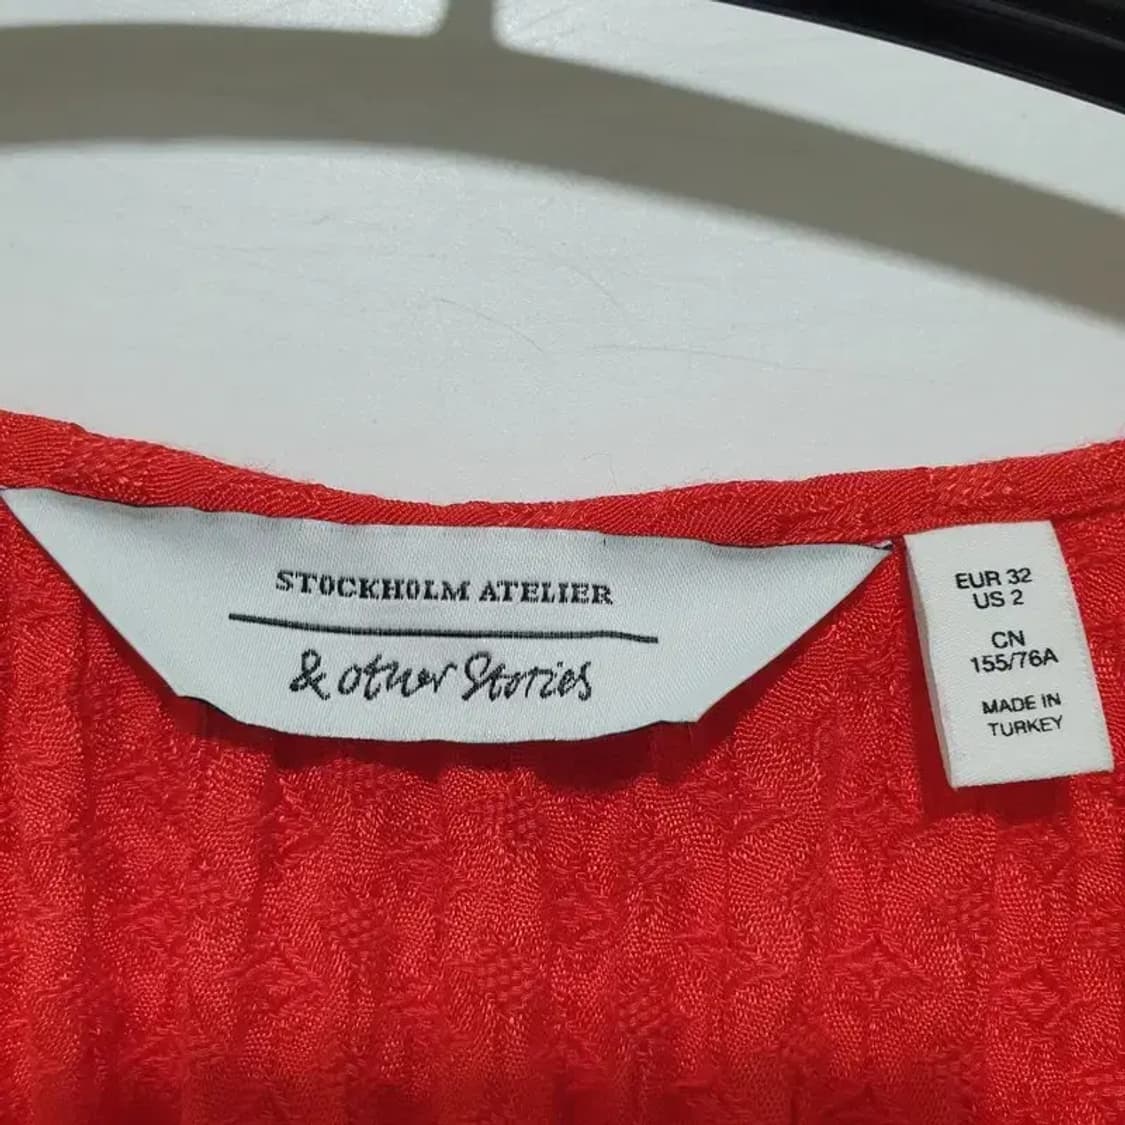 STOCKHOLM ATELIER
& other Stories
EUR 32
US 2
CN
155/76A
MADE IN
TURKEY